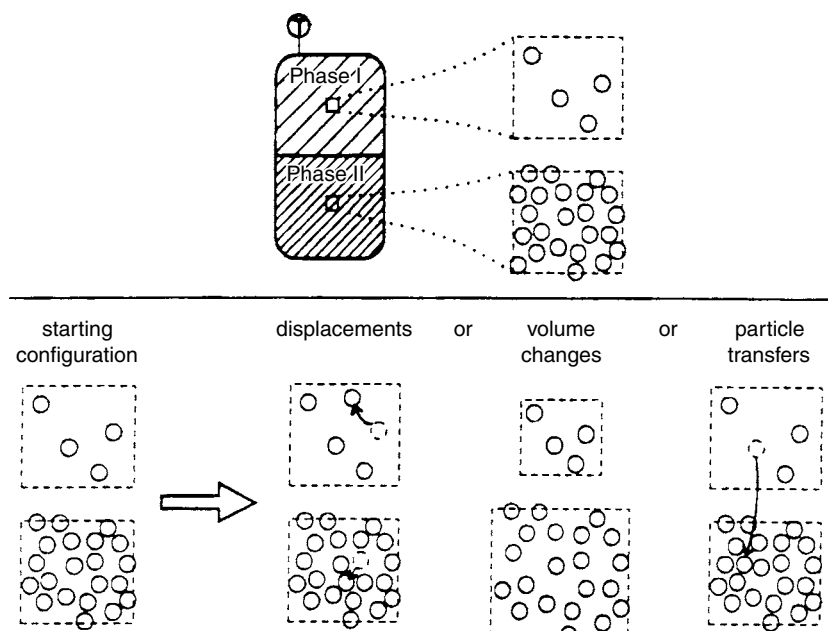 Phase I
Phase II
starting
configuration
displacements
or
volume
changes
or
particle
transfers